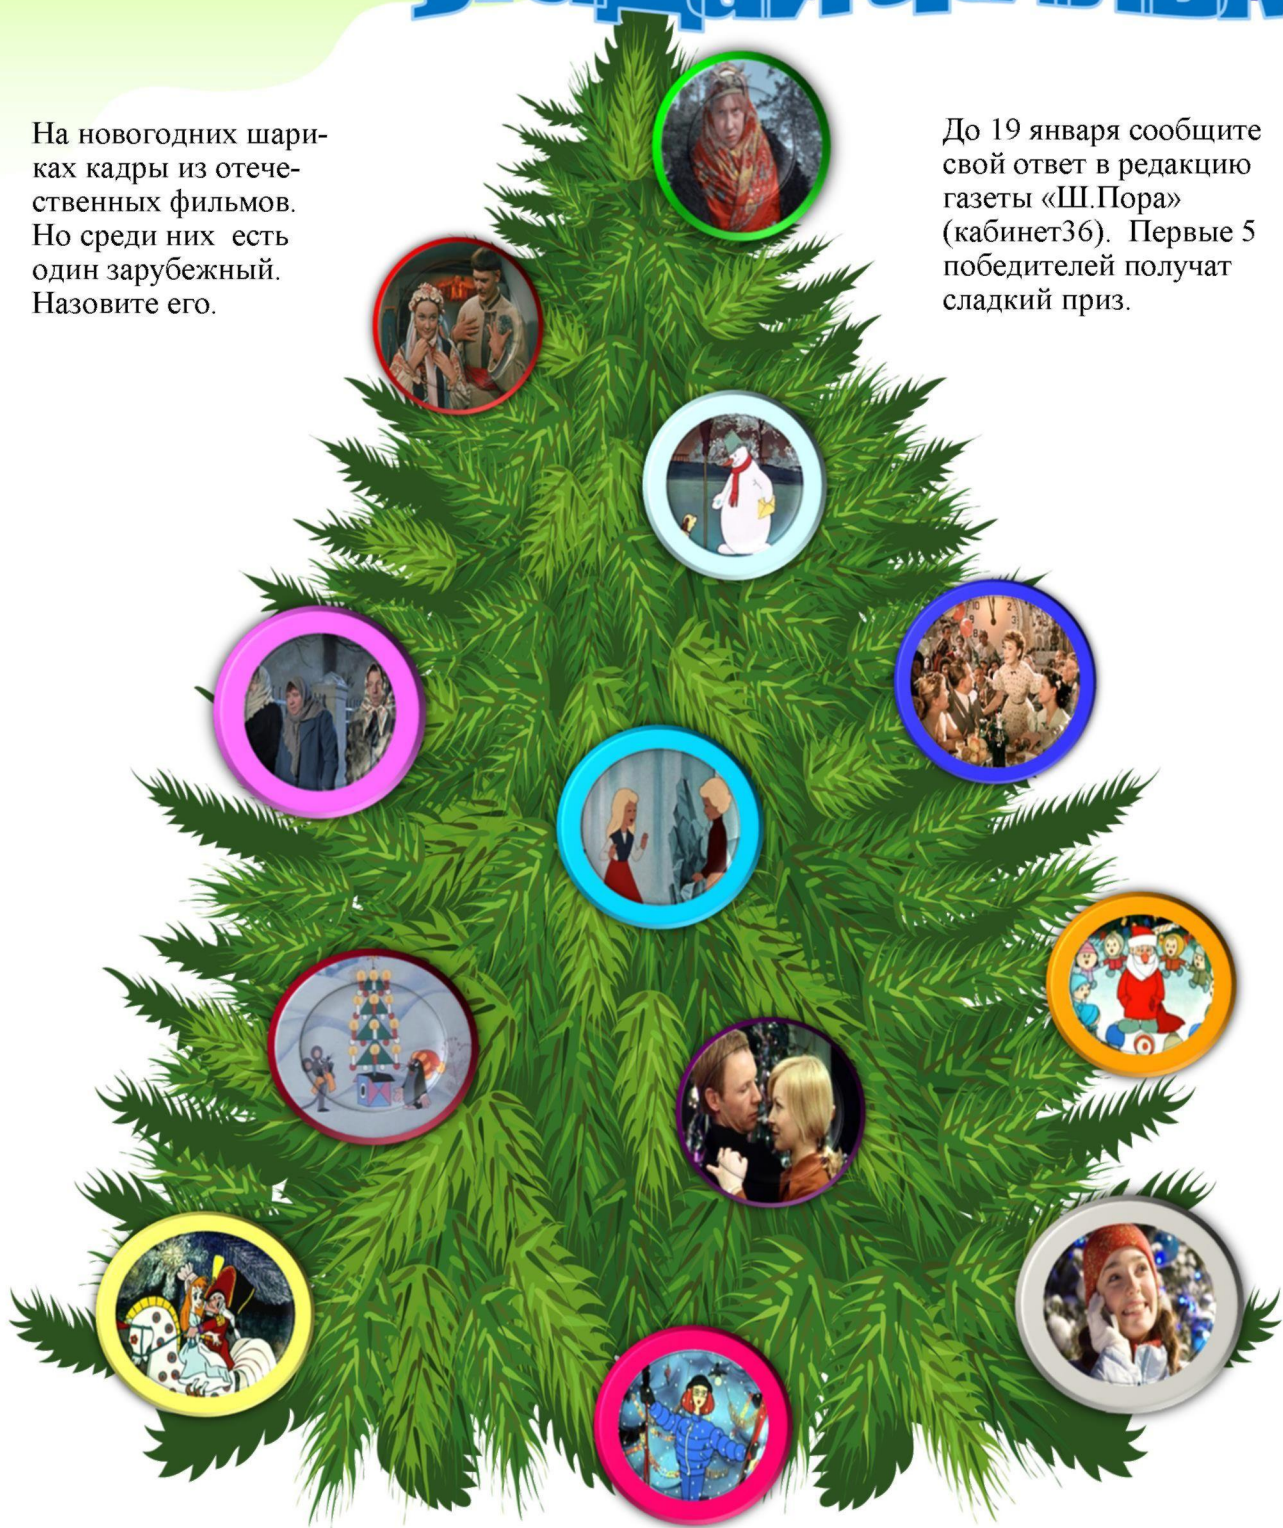 На новогодних шари-
ках кадры из отече-
ственных фильмов.
Но среди них есть
один зарубежный.
Назовите его.
До 19 января сообщите
свой ответ в редакцию
газеты «Ш.Пора»
(кабинет36). Первые 5
победителей получат
сладкий приз.